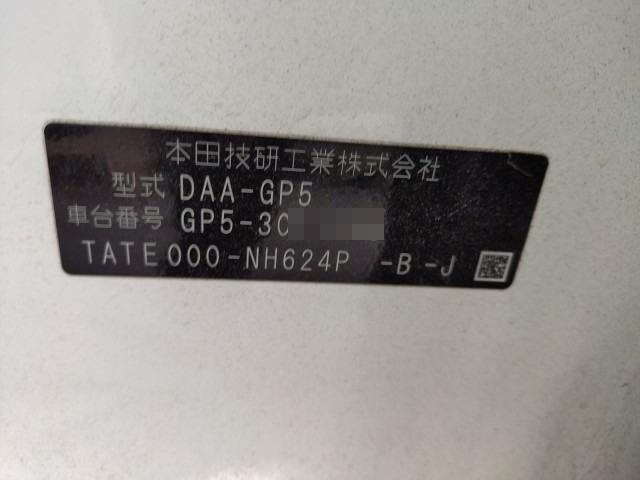 本田技研工業株式会社
型式 DAA-GP5
車台番号 GP5-30
TATE000-NH624P -B -J